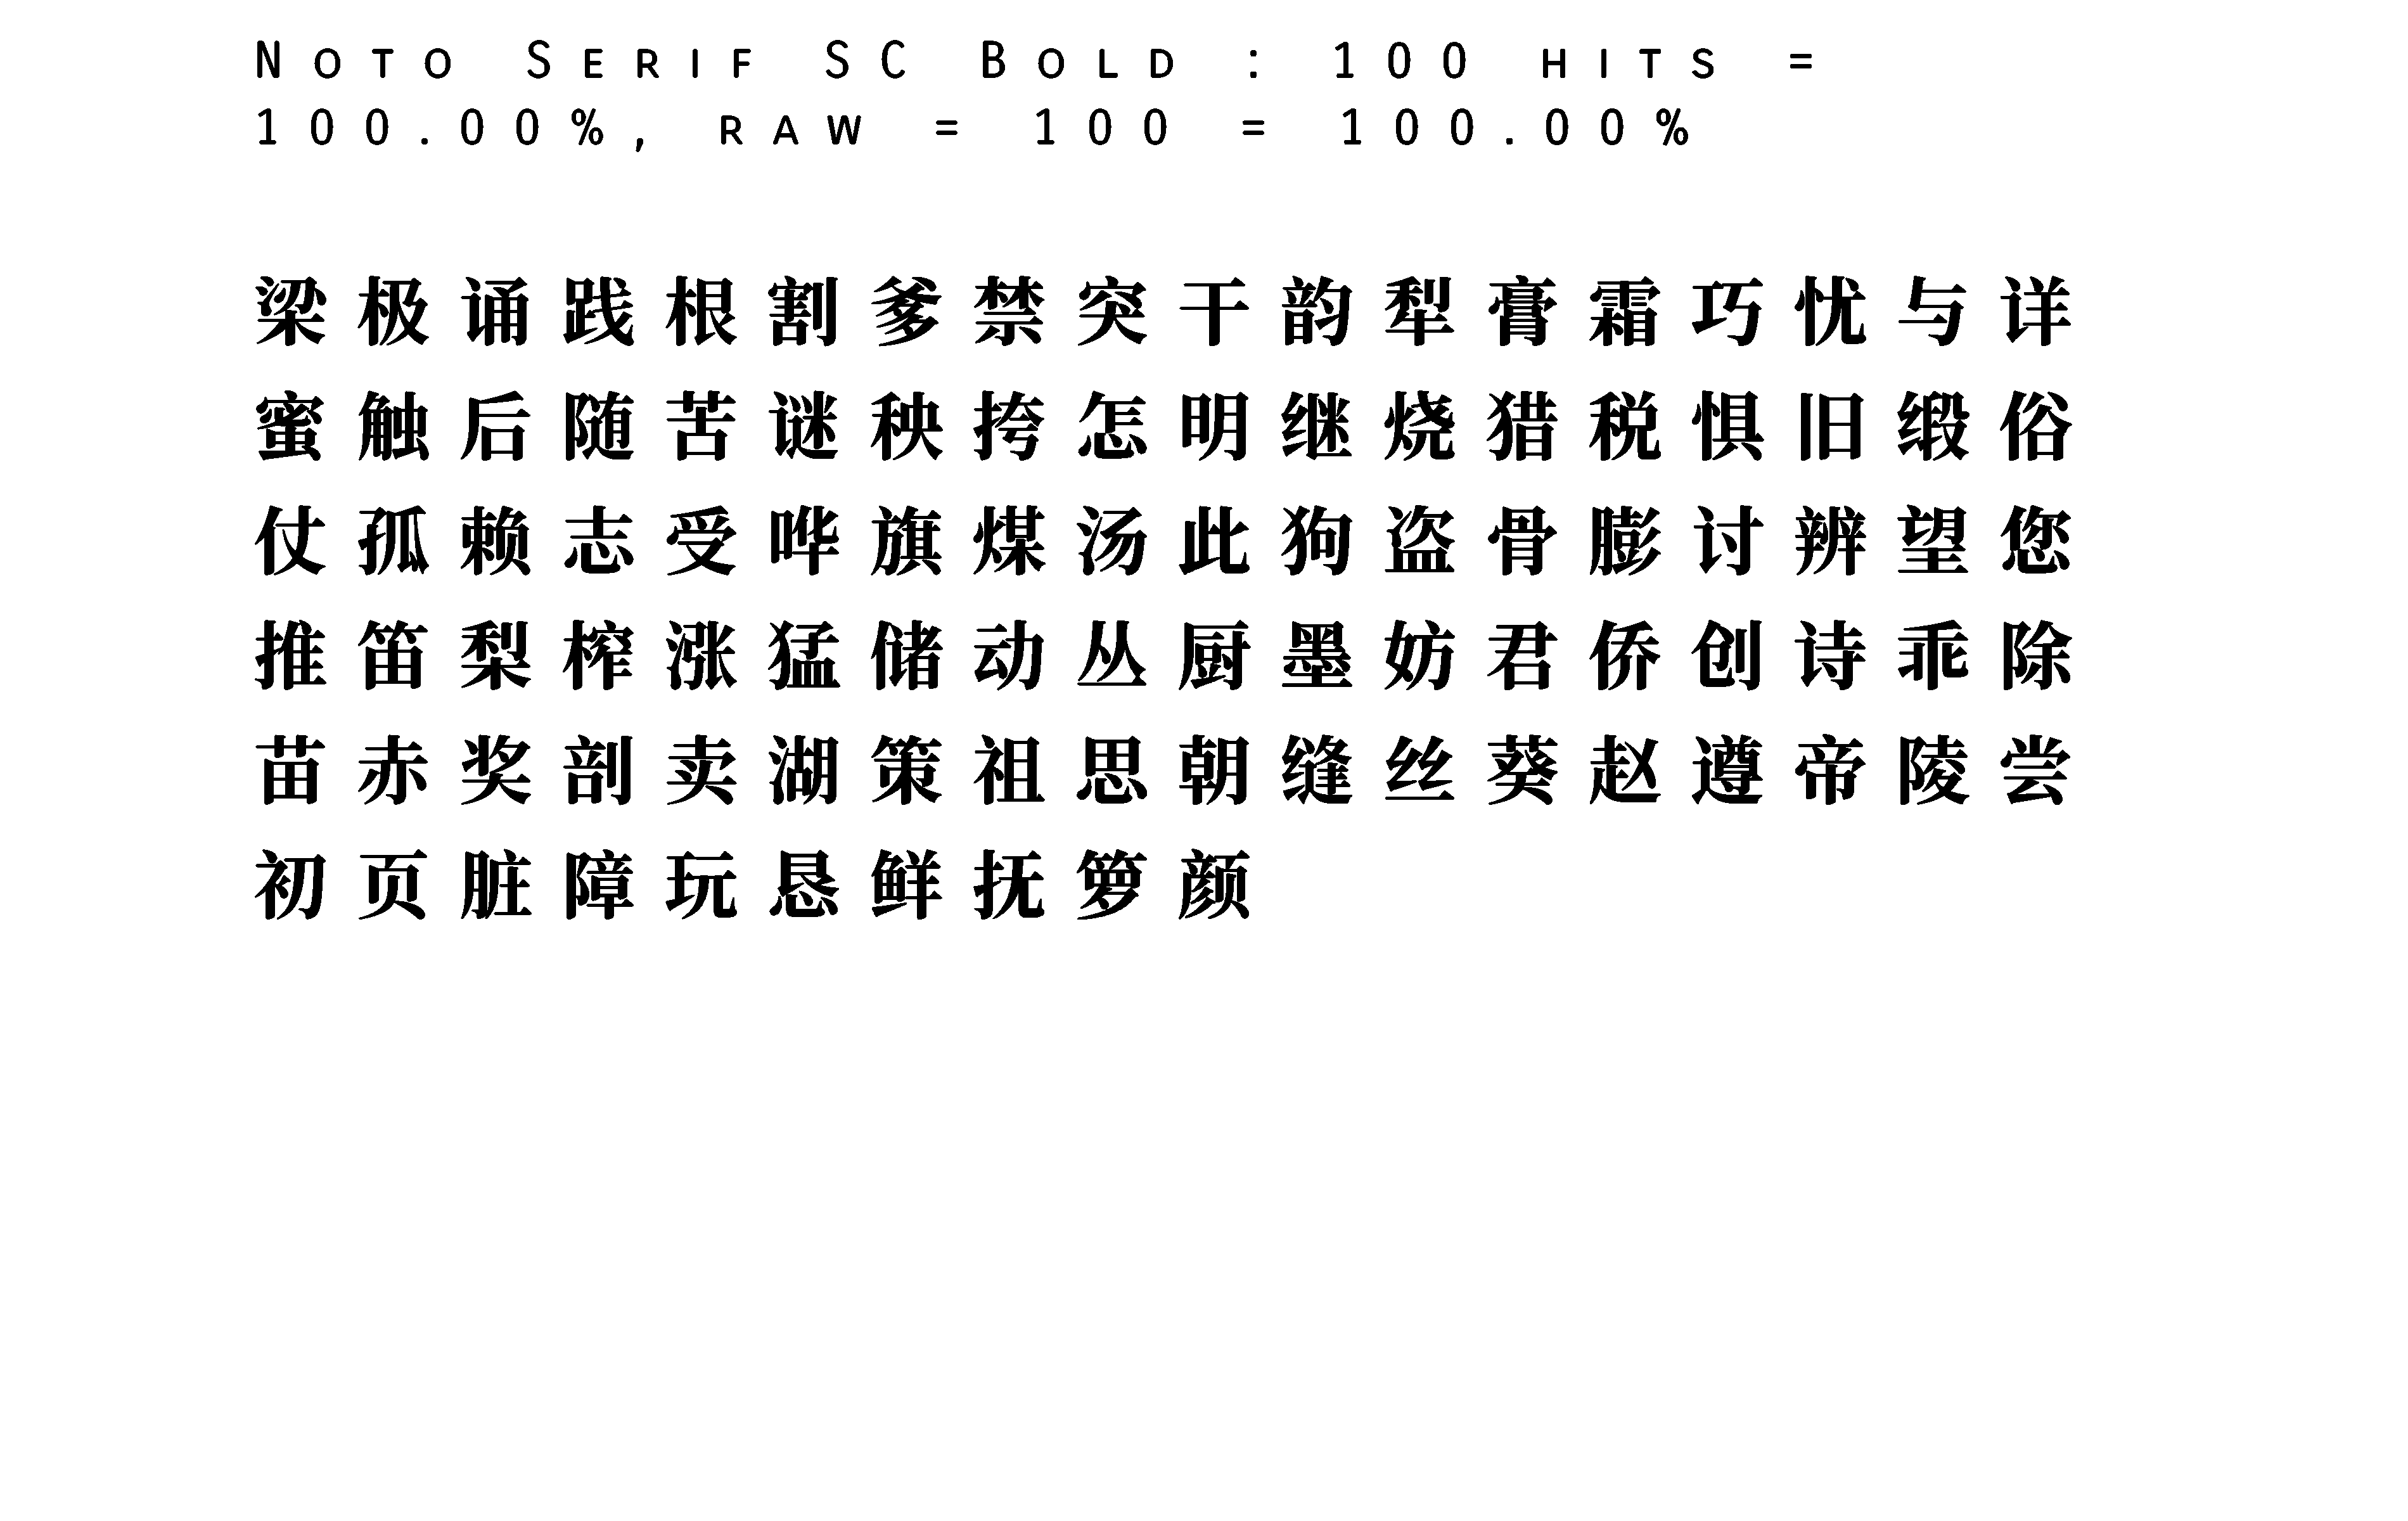 Noto Serif SC Bold : 100 hits =
100.00%, raw = 100 = 100.00%
梁极诵践根割爹禁突干韵犁膏霜巧忧与详
蜜触后随苦谜秧挎怎明继烧猎税惧旧缎俗
仗孤赖志受哗旗煤汤此狗盗骨膨讨辨望您
推笛梨榨涨猛储动丛厨墨妨君侨创诗乖除
苗赤奖剖卖湖策祖思朝缝丝葵赵遵帝陵尝
初页脏障玩恳鲜抚箩颜